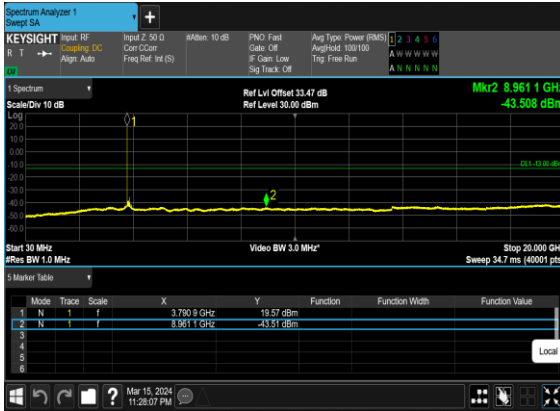 Spectrum Analyzer 1
Swept SA
+
KEYSIGHT
R T
LXI
Input: RF
Coupling: DC
Align: Auto
Input Z: 50 Ω
Corr CCorr
Freq Ref: Int (S)
#Atten: 10 dB
PNO: Fast
Gate: Off
IF Gain: Low
Sig Track: Off
Avg Type: Power (RMS)
Avg|Hold: 100/100
Trig: Free Run
1 2 3 4 5 6
A W W W W W
A N N N N N
1 Spectrum
Scale/Div 10 dB
Ref Lvl Offset 33.47 dB
Ref Level 30.00 dBm
Mkr2 8.961 1 GHz
-43.508 dBm
Log
20.0
10.0
0.00
-10.0
-20.0
-30.0
-40.0
-50.0
-60.0
1
2
DL1 -13.00 dBm
Start 30 MHz
#Res BW 1.0 MHz
Video BW 3.0 MHz*
Stop 20.000 GH
Sweep 34.7 ms (40001 pts
5 Marker Table
Mode Trace Scale X Y Function Function Width Function Value
1 N 1 f 3.790 9 GHz 19.57 dBm
2 N 1 f 8.961 1 GHz -43.51 dBm
3
4
5
6
Local
?
Mar 15, 2024
11:28:07 PM